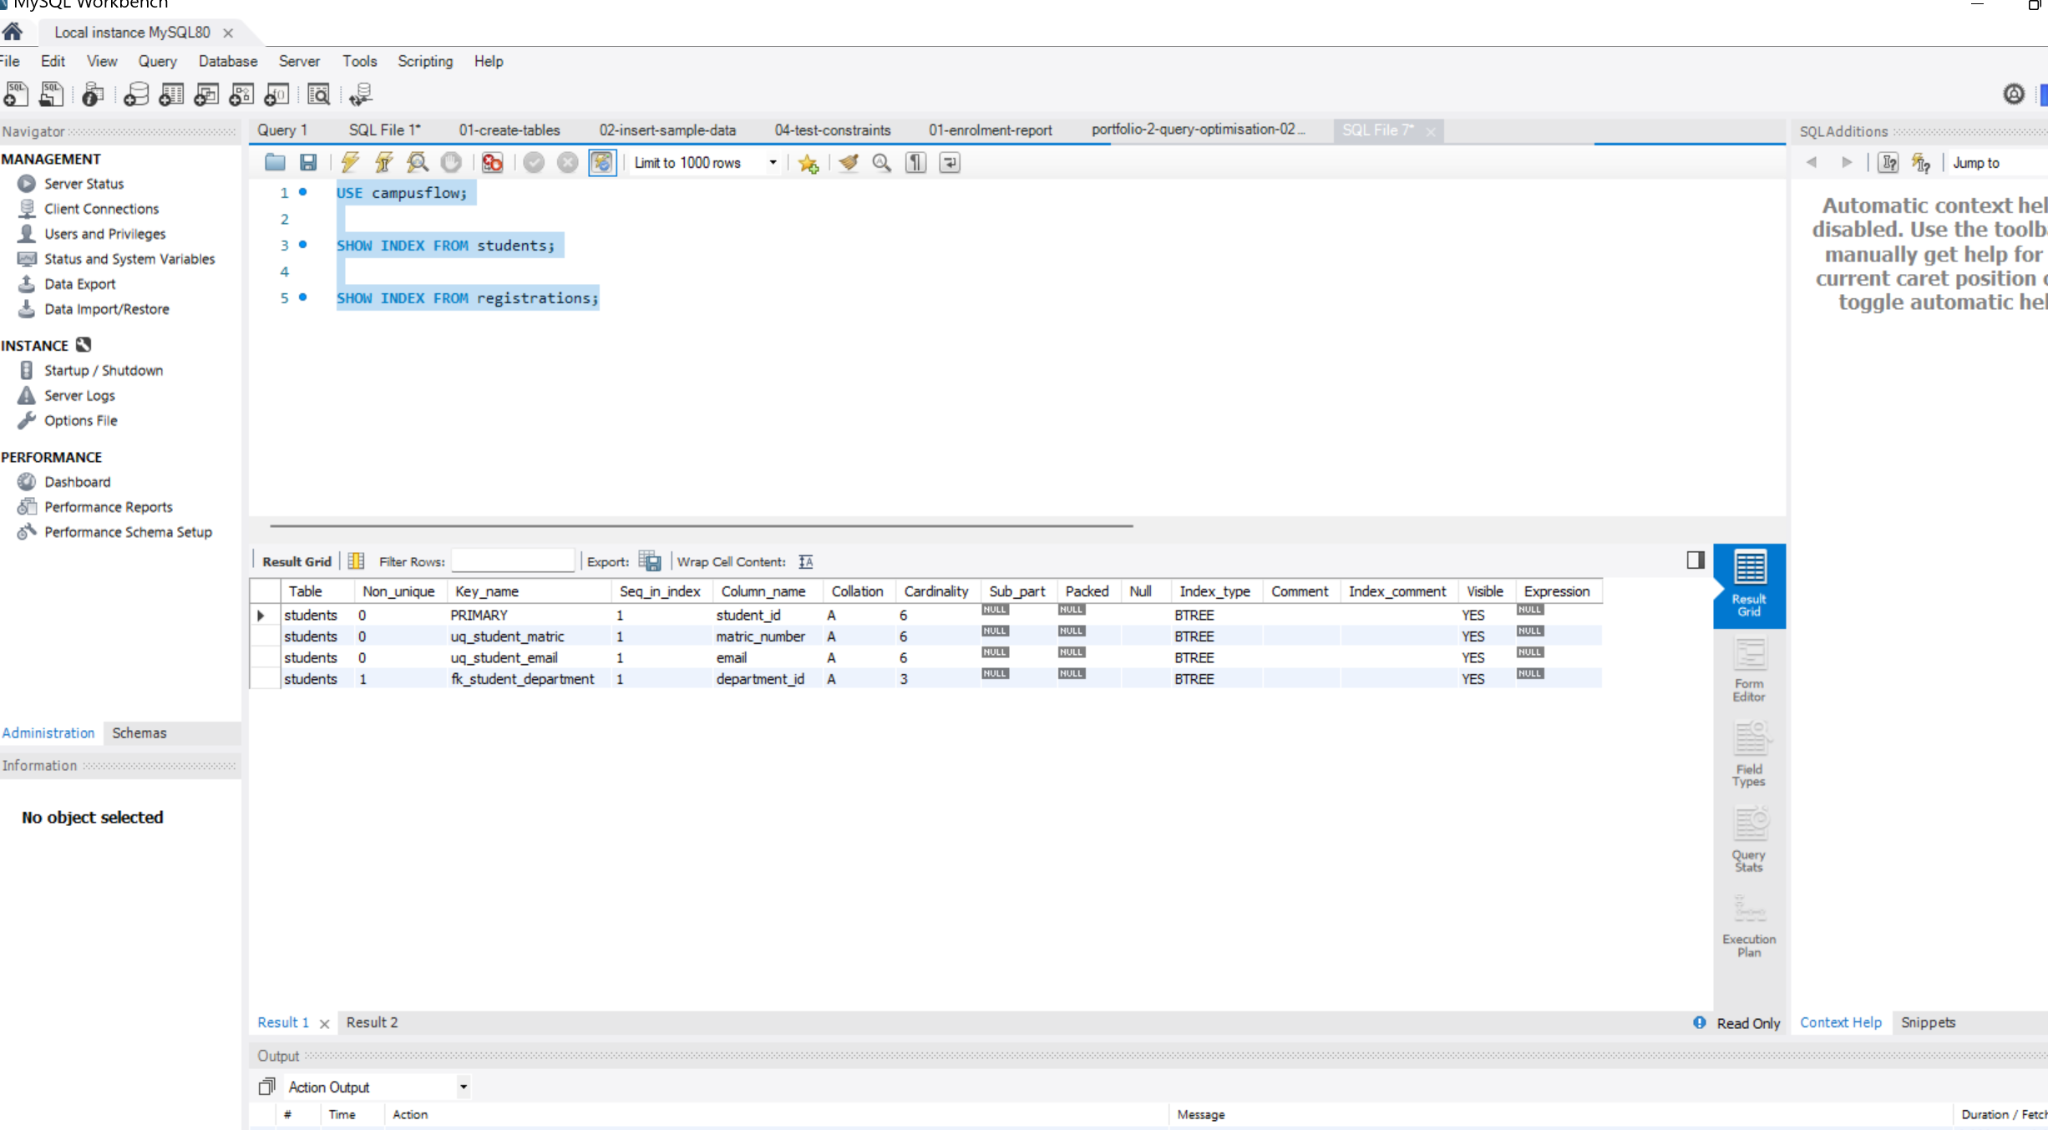 MySQL Workbench
Local instance MySQL80
File Edit View Query Database Server Tools Scripting Help
Navigator
MANAGEMENT
Server Status
Client Connections
Users and Privileges
Status and System Variables
Data Export
Data Import/Restore
INSTANCE
Startup / Shutdown
Server Logs
Options File
PERFORMANCE
Dashboard
Performance Reports
Performance Schema Setup
Administration Schemas
Information
No object selected
Query 1 SQL File 1* 01-create-tables 02-insert-sample-data 04-test-constraints 01-enrolment-report portfolio-2-query-optimisation-02... SQL File 7*
Limit to 1000 rows
1 USE campusflow;
2
3 SHOW INDEX FROM students;
4
5 SHOW INDEX FROM registrations;
Result Grid Filter Rows: Export: Wrap Cell Content:
Table Non_unique Key_name Seq_in_index Column_name Collation Cardinality Sub_part Packed Null Index_type Comment Index_comment Visible Expression
students 0 PRIMARY 1 student_id A 6 NULL NULL BTREE YES NULL
students 0 uq_student_matric 1 matric_number A 6 NULL NULL BTREE YES NULL
students 0 uq_student_email 1 email A 6 NULL NULL BTREE YES NULL
students 1 fk_student_department 1 department_id A 3 NULL NULL BTREE YES NULL
Result
Grid
Form
Editor
Field
Types
Query
Stats
Execution
Plan
Result 1 Result 2
Read Only
Output
Action Output
# Time Action Message Duration / Fetch
SQLAdditions
Jump to
Automatic context hel
disabled. Use the toolba
manually get help for
current caret position o
toggle automatic hel
Context Help Snippets